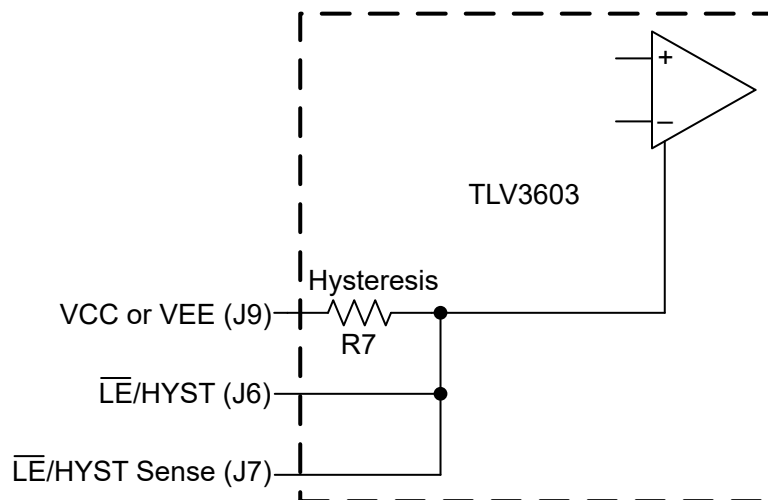 +
–
TLV3603
Hysteresis
VCC or VEE (J9)
R7
L̅E̅/HYST (J6)
L̅E̅/HYST Sense (J7)